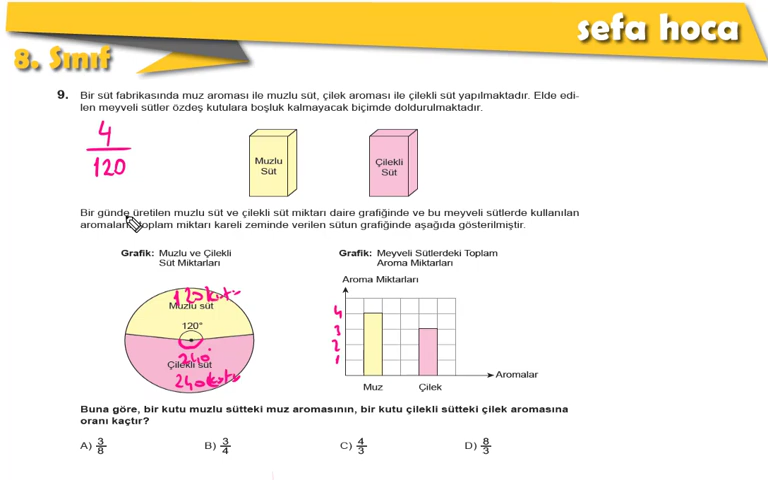 sefa hoca
8. Sınıf
9. Bir süt fabrikasında muz aroması ile muzlu süt, çilek aroması ile çilekli süt yapılmaktadır. Elde edi-
len meyveli sütler özdeş kutulara boşluk kalmayacak biçimde doldurulmaktadır.
4
120
Muzlu
Süt
Çilekli
Süt
Bir günde üretilen muzlu süt ve çilekli süt miktarı daire grafiğinde ve bu meyveli sütlerde kullanılan
toplam miktarı kareli zeminde verilen sütun grafiğinde aşağıda gösterilmiştir.
Grafik: Muzlu ve Çilekli
Süt Miktarları
120 kutu
Muzlu süt
120°
240°
Çilekli süt
240 kutu
Grafik: Meyveli Sütlerdeki Toplam
Aroma Miktarları
Aroma Miktarları
4
3
2
1
Aromalar
Muz Çilek
Buna göre, bir kutu muzlu sütteki muz aromasının, bir kutu çilekli sütteki çilek aromasına
oranı kaçtır?
A) 3/8 B) 3/4 C) 4/3 D) 8/3